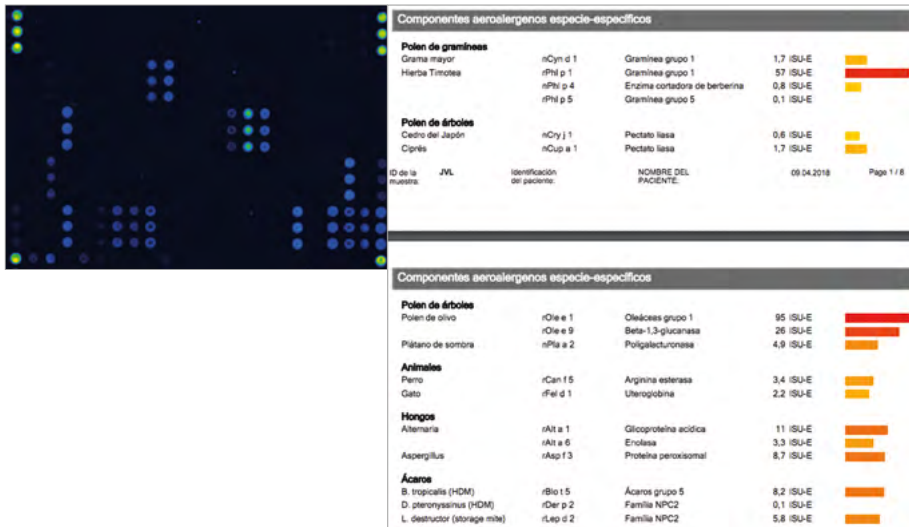 Componentes aeroalergenos especie-específicos
Polen de gramíneas
Grama mayor nCyn d 1 Gramínea grupo 1 1,7 ISU-E
Hierba Timotea rPhl p 1 Gramínea grupo 1 57 ISU-E
nPhl p 4 Enzima cortadora de berberina 0,8 ISU-E
rPhl p 5 Gramínea grupo 5 0,1 ISU-E
Polen de árboles
Cedro del Japón nCry j 1 Pectato liasa 0,6 ISU-E
Ciprés nCup a 1 Pectato liasa 1,7 ISU-E
ID de la muestra: JVL Identificación del paciente: NOMBRE DEL PACIENTE: 09.04.2018 Page 1 / 8
Componentes aeroalergenos especie-específicos
Polen de árboles
Polen de olivo rOle e 1 Oleáceas grupo 1 95 ISU-E
rOle e 9 Beta-1,3-glucanasa 26 ISU-E
Plátano de sombra nPla a 2 Poligalacturonasa 4,9 ISU-E
Animales
Perro rCan f 5 Arginina esterasa 3,4 ISU-E
Gato rFel d 1 Uteroglobina 2,2 ISU-E
Hongos
Alternaria rAlt a 1 Glicoproteína acídica 11 ISU-E
rAlt a 6 Enolasa 3,3 ISU-E
Aspergillus rAsp f 3 Proteína peroxisomal 8,7 ISU-E
Ácaros
B. tropicalis (HDM) rBlo t 5 Ácaros grupo 5 8,2 ISU-E
D. pteronyssinus (HDM) rDer p 2 Familia NPC2 0,1 ISU-E
L. destructor (storage mite) rLep d 2 Familia NPC2 5,8 ISU-E